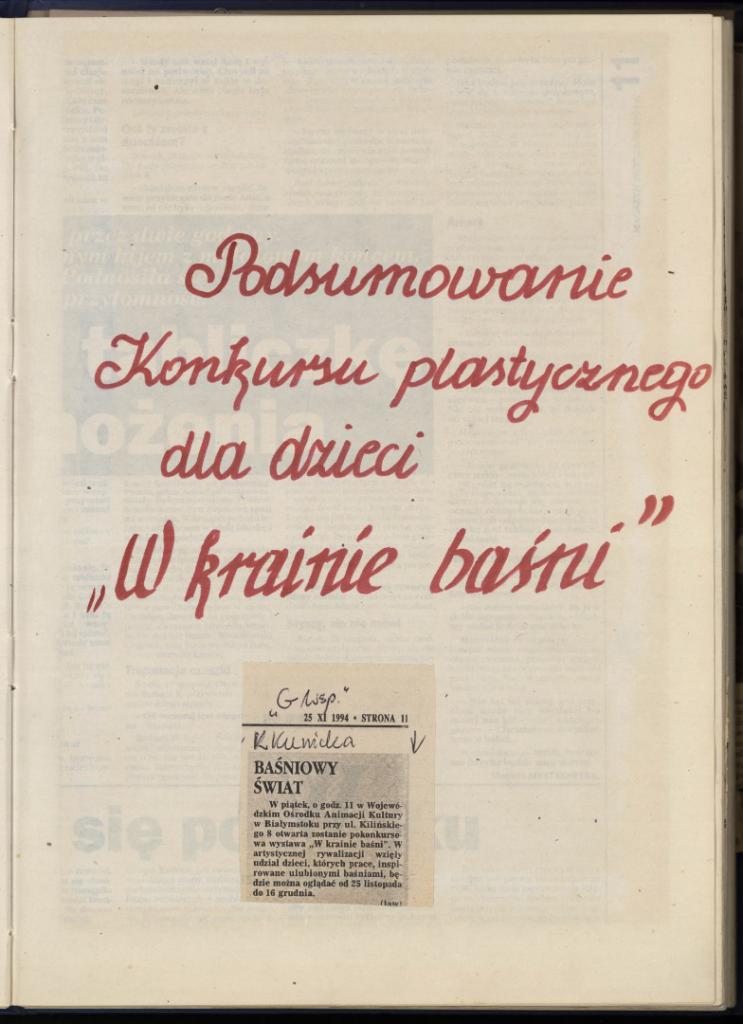 Podsumowanie
Konkursu plastycznego
dla dzieci
„W krainie baśni”
„G Wsp.”
25 XI 1994 • STRONA 11
K Kunicka
BAŚNIOWY
ŚWIAT
W piątek, o godz. 11 w Wojewó-
dzkim Ośrodku Animacji Kultury
w Białymstoku przy ul. Kilińskie-
go 8 otwarta zostanie pokonkurso-
wa wystawa „W krainie baśni”. W
artystycznej rywalizacji wzięły
udział dzieci, których prace, inspi-
rowane ulubionymi baśniami, bę-
dzie można oglądać od 25 listopada
do 16 grudnia.